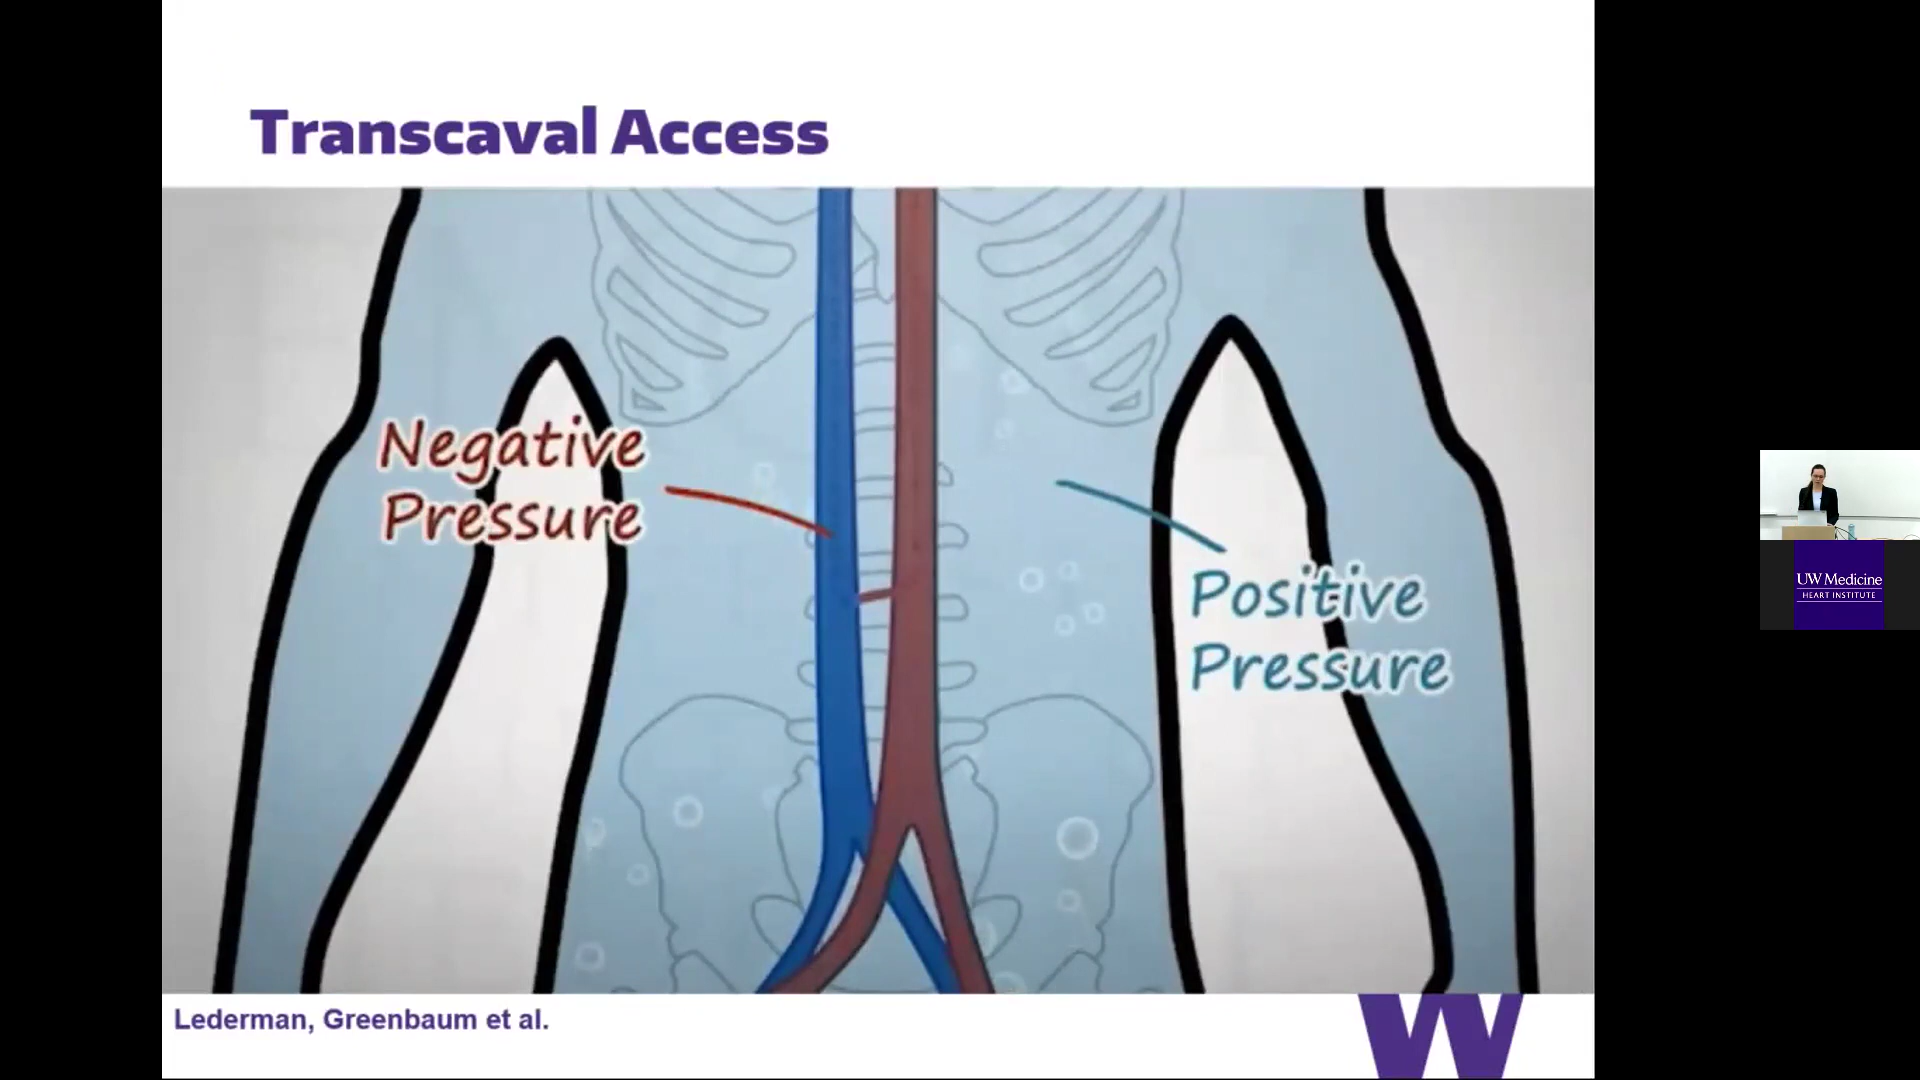 Transcaval Access
Negative
Pressure
Positive
Pressure
Lederman, Greenbaum et al.
W
UW Medicine
HEART INSTITUTE